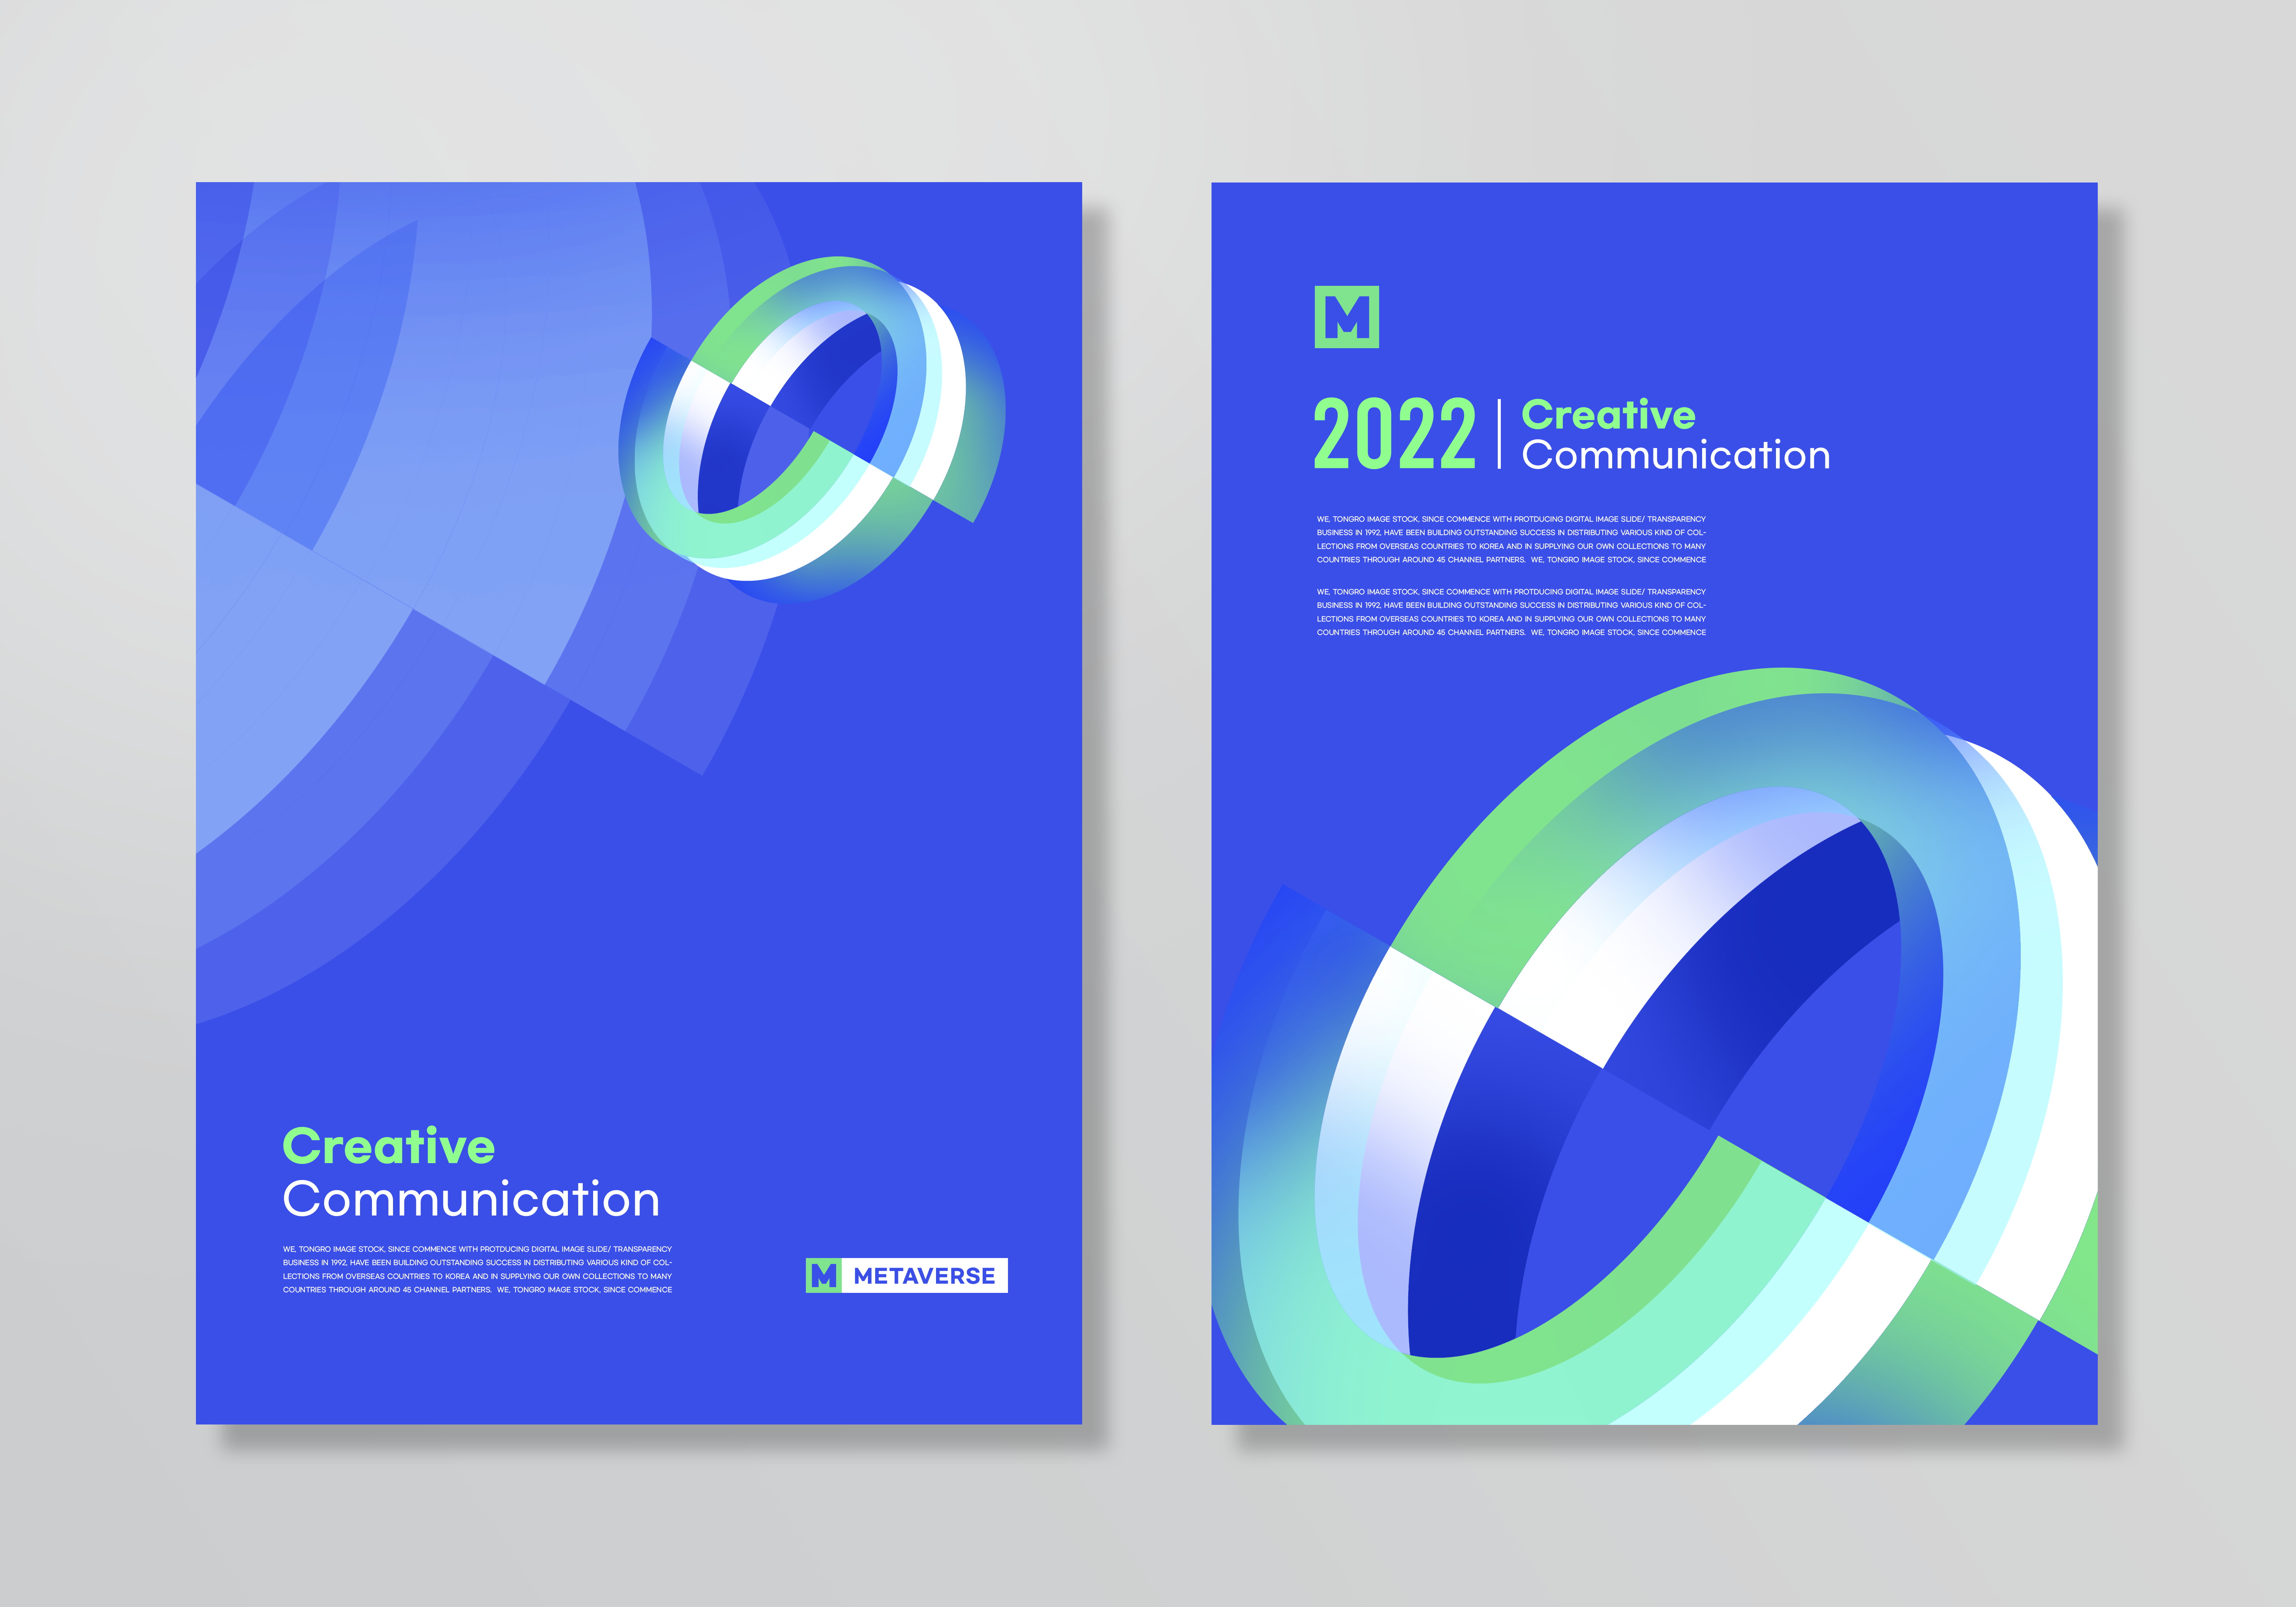 Creative
Communication
WE, TONGRO IMAGE STOCK, SINCE COMMENCE WITH PROTDUCING DIGITAL IMAGE SLIDE/ TRANSPARENCY
BUSINESS IN 1992, HAVE BEEN BUILDING OUTSTANDING SUCCESS IN DISTRIBUTING VARIOUS KIND OF COL-
LECTIONS FROM OVERSEAS COUNTRIES TO KOREA AND IN SUPPLYING OUR OWN COLLECTIONS TO MANY
COUNTRIES THROUGH AROUND 45 CHANNEL PARTNERS. WE, TONGRO IMAGE STOCK, SINCE COMMENCE
M METAVERSE
M
2022 | Creative
Communication
WE, TONGRO IMAGE STOCK, SINCE COMMENCE WITH PROTDUCING DIGITAL IMAGE SLIDE/ TRANSPARENCY
BUSINESS IN 1992, HAVE BEEN BUILDING OUTSTANDING SUCCESS IN DISTRIBUTING VARIOUS KIND OF COL-
LECTIONS FROM OVERSEAS COUNTRIES TO KOREA AND IN SUPPLYING OUR OWN COLLECTIONS TO MANY
COUNTRIES THROUGH AROUND 45 CHANNEL PARTNERS. WE, TONGRO IMAGE STOCK, SINCE COMMENCE
WE, TONGRO IMAGE STOCK, SINCE COMMENCE WITH PROTDUCING DIGITAL IMAGE SLIDE/ TRANSPARENCY
BUSINESS IN 1992, HAVE BEEN BUILDING OUTSTANDING SUCCESS IN DISTRIBUTING VARIOUS KIND OF COL-
LECTIONS FROM OVERSEAS COUNTRIES TO KOREA AND IN SUPPLYING OUR OWN COLLECTIONS TO MANY
COUNTRIES THROUGH AROUND 45 CHANNEL PARTNERS. WE, TONGRO IMAGE STOCK, SINCE COMMENCE